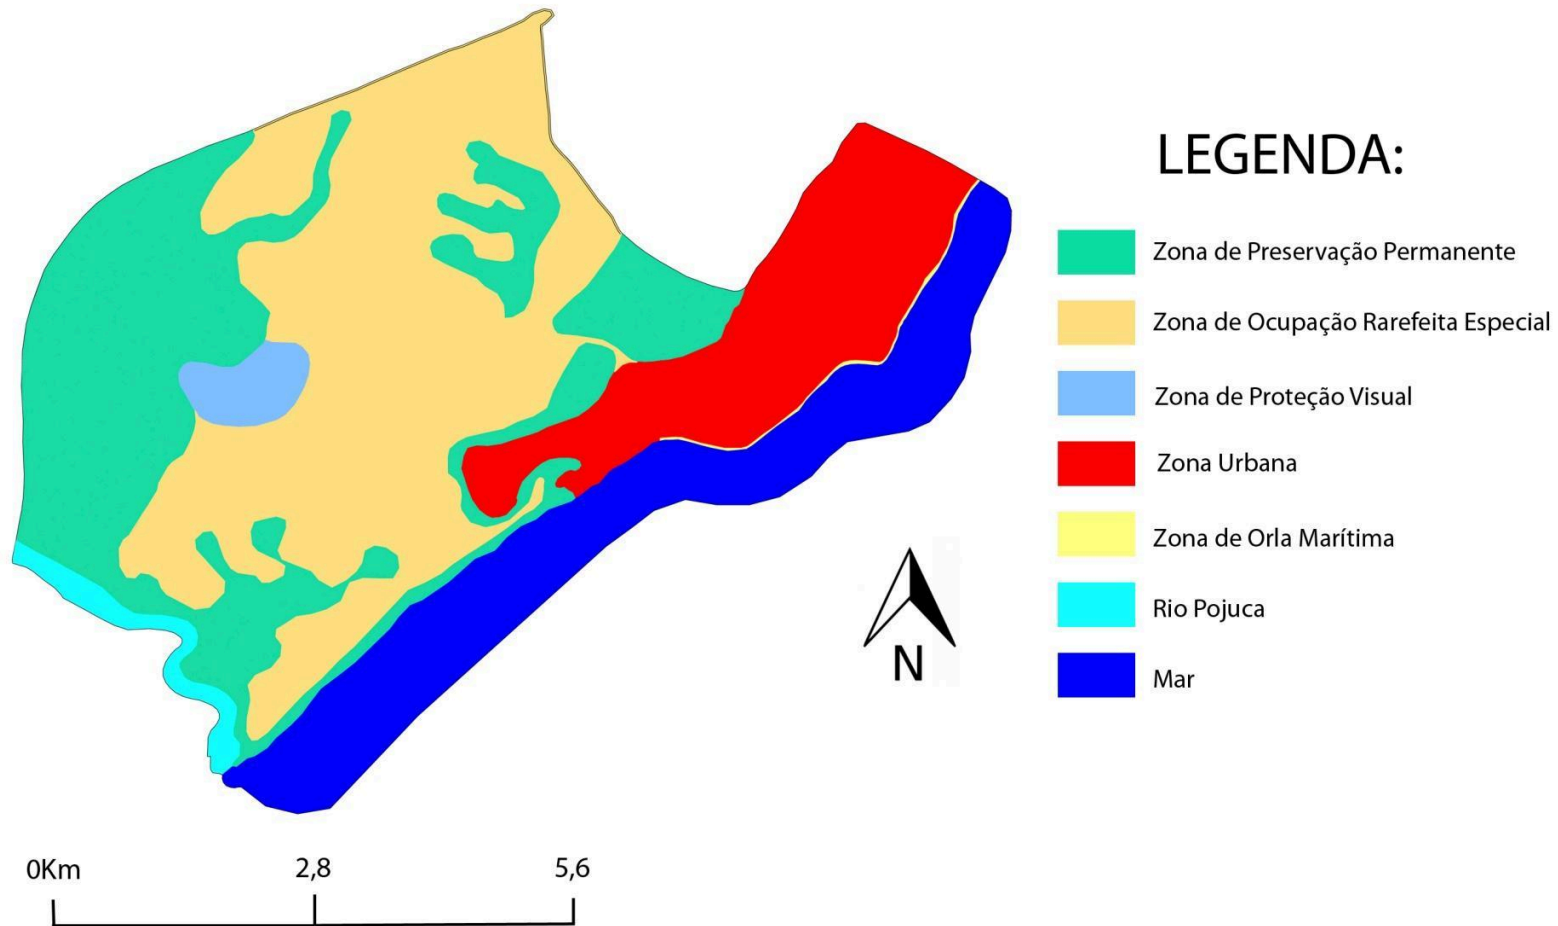 LEGENDA:
Zona de Preservação Permanente
Zona de Ocupação Rarefeita Especial
Zona de Proteção Visual
Zona Urbana
Zona de Orla Marítima
Rio Pojuca
Mar
N
0Km 2,8 5,6